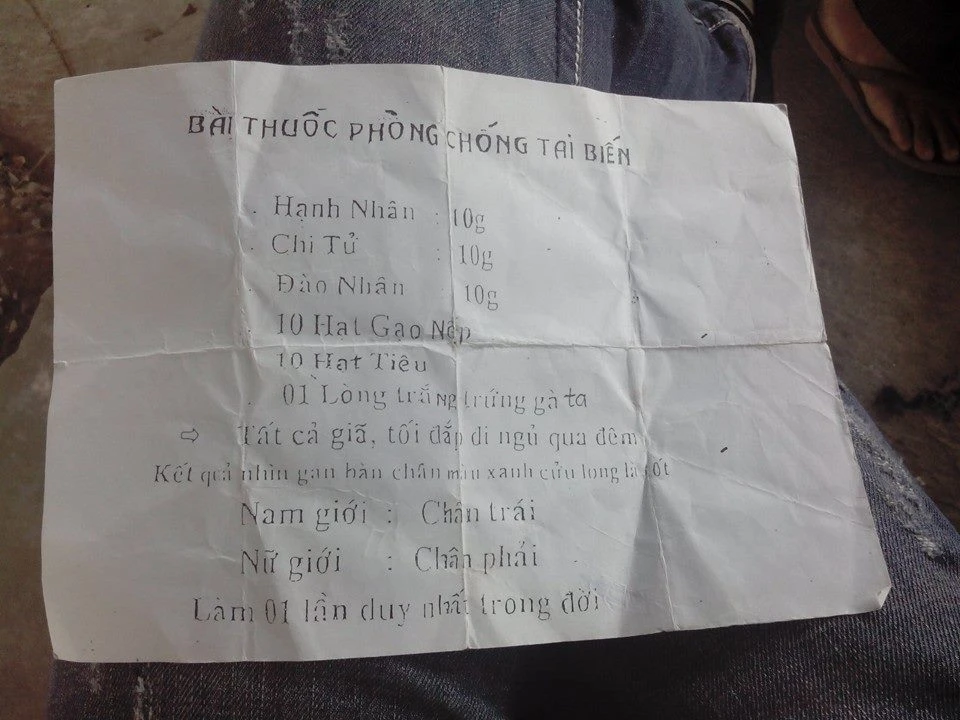 BÀI THUỐC PHÒNG CHỐNG TAI BIẾN
. Hạnh Nhân : 10g
. Chi Tử : 10g
. Đào Nhân : 10g
. 10 Hạt Gạo Nếp
. 10 Hạt Tiêu
. 01 Lòng trắng trứng gà ta
⇨ Tất cả giã, tối đắp đi ngủ qua đêm
Kết quả nhìn gan bàn chân mìu xanh cửu long là tốt
Nam giới : Chân trái
Nữ giới : Chân phải
Làm 01 lần duy nhất trong đời